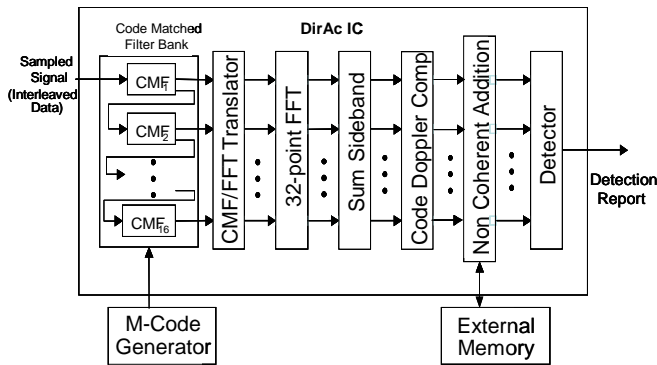 DirAc IC
Code Matched
Filter Bank
Sampled
Signal
(Interleaved
Data)
CMF1
CMF2
CMF16
CMF/FFT Translator
32-point FFT
Sum Sideband
Code Doppler Comp
Non Coherent Addition
Detector
Detection
Report
M-Code
Generator
External
Memory